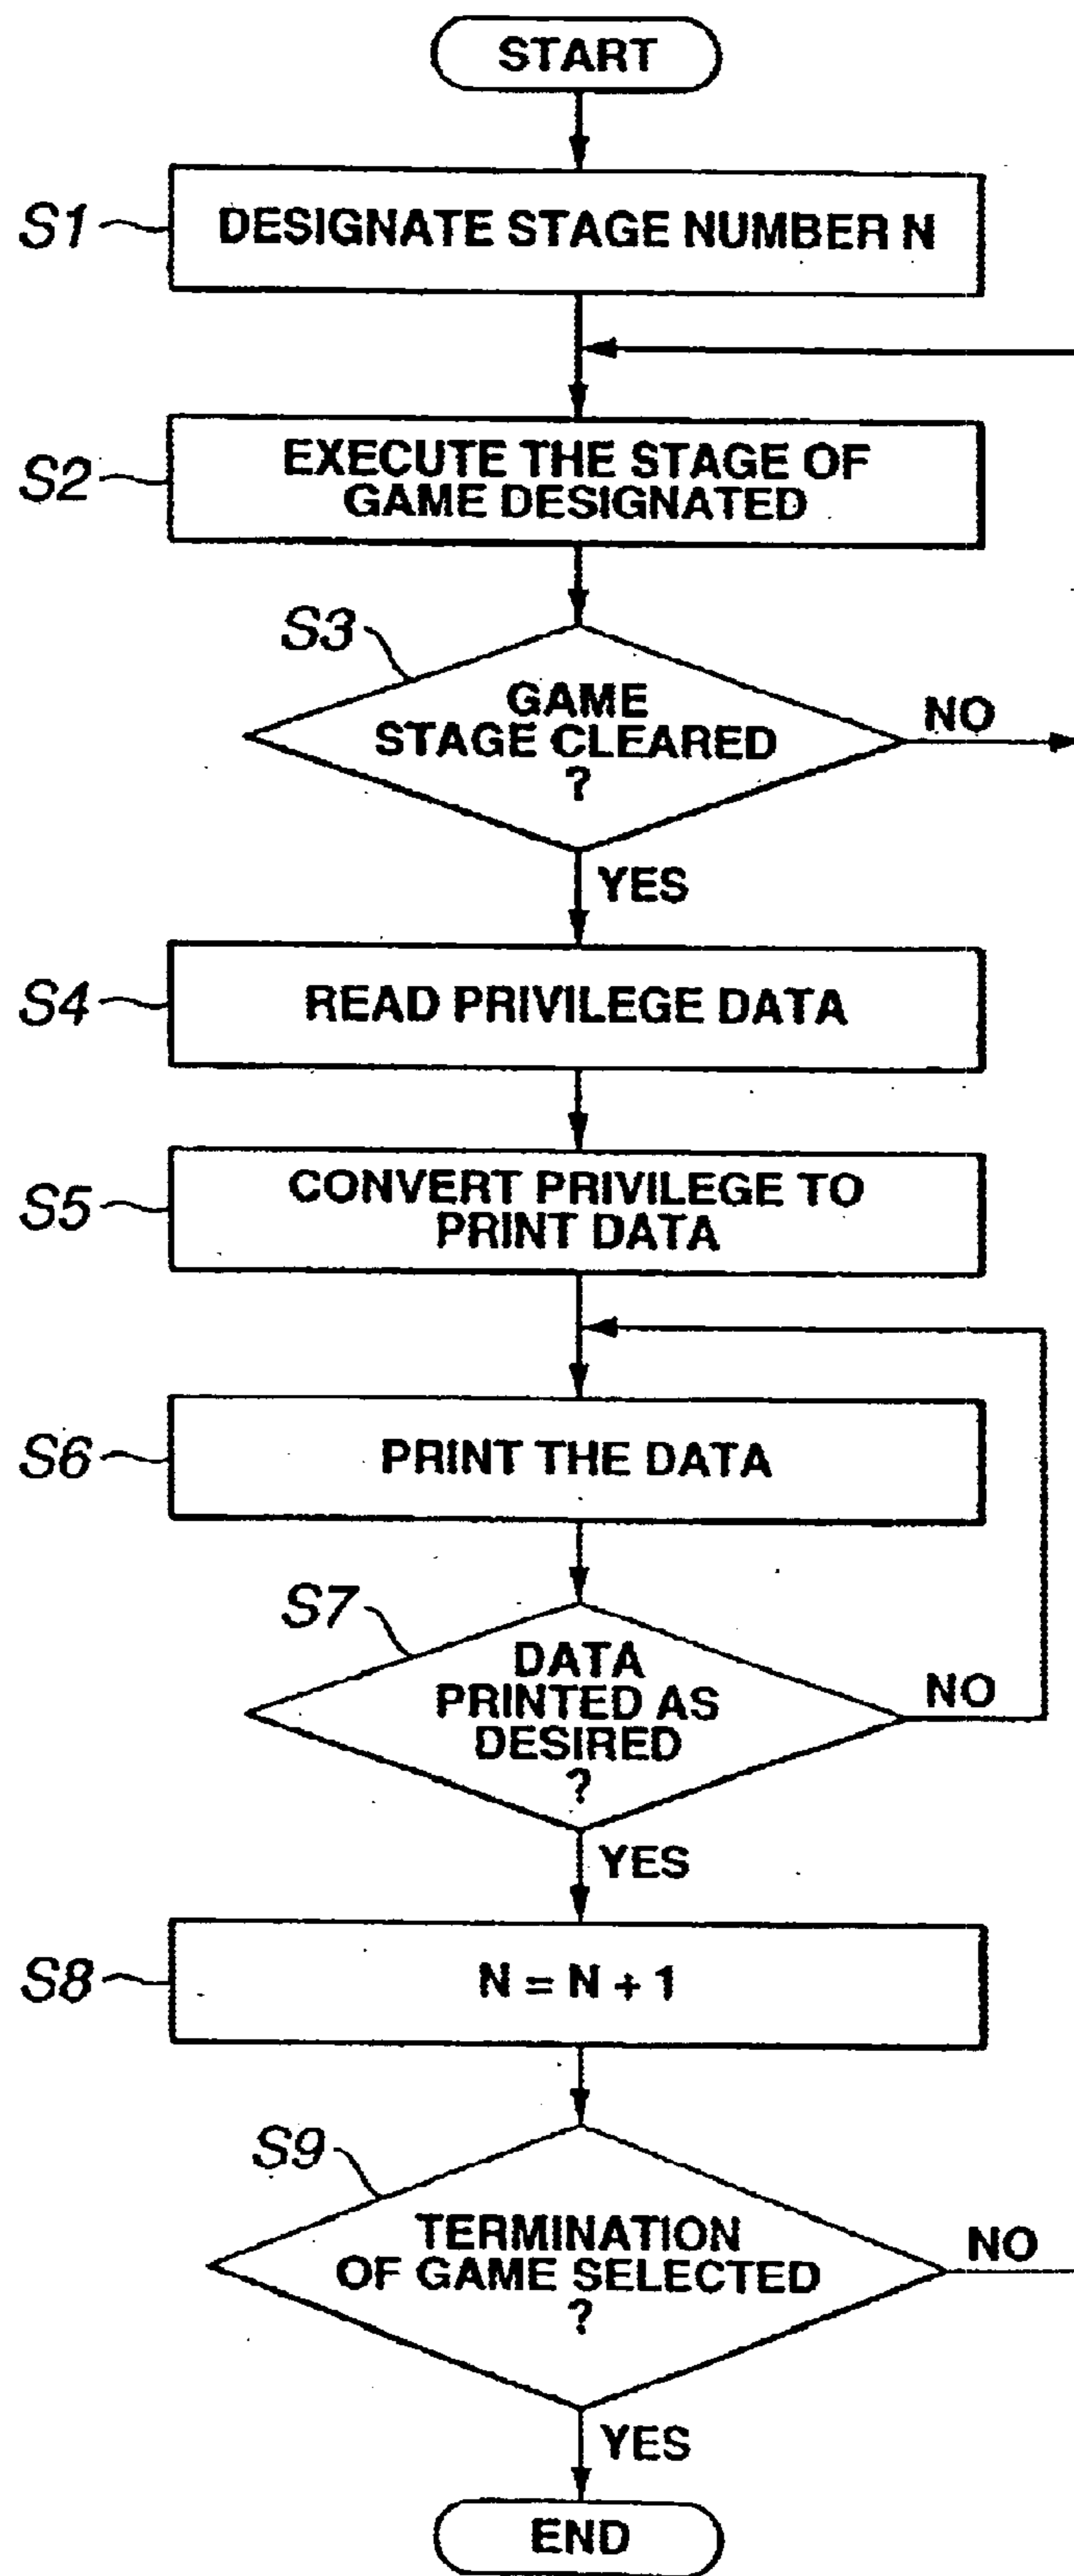 START
S1
DESIGNATE STAGE NUMBER N
S2
EXECUTE THE STAGE OF
GAME DESIGNATED
S3
GAME
STAGE CLEARED
?
NO
YES
S4
READ PRIVILEGE DATA
S5
CONVERT PRIVILEGE TO
PRINT DATA
S6
PRINT THE DATA
S7
DATA
PRINTED AS
DESIRED
?
NO
YES
S8
N = N + 1
S9
TERMINATION
OF GAME SELECTED
?
NO
YES
END